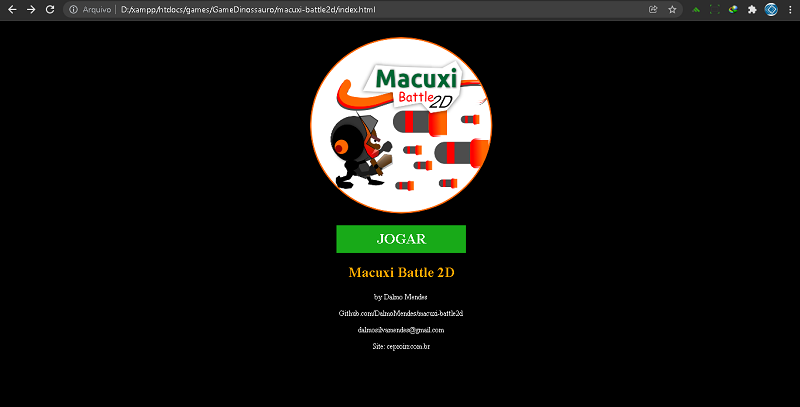 Arquivo | D:/xampp/htdocs/games/GameDinossauro/macuxi-battle2d/index.html
Macuxi
Battle
2D
JOGAR
Macuxi Battle 2D
by Dalmo Mendes
Github.com/DalmoMendes/macuxi-battle2d
dalmosilvamendes@gmail.com
Site: ceproirr.com.br